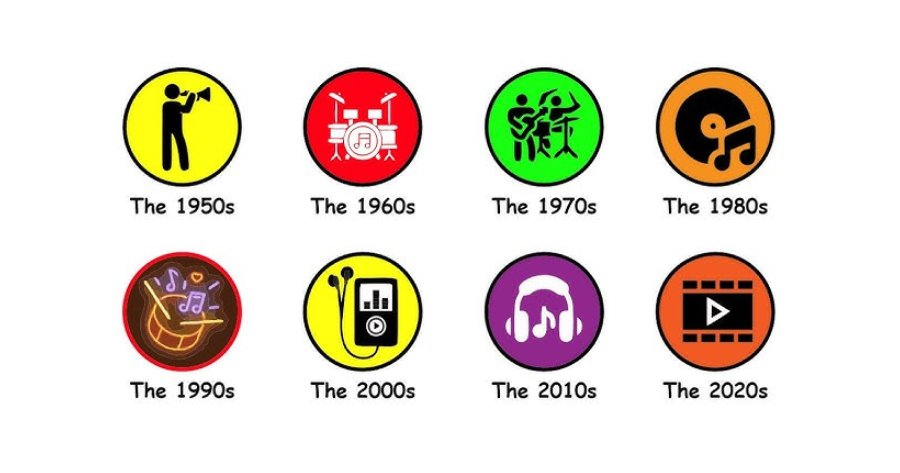 The 1950s
The 1960s
The 1970s
The 1980s
The 1990s
The 2000s
The 2010s
The 2020s